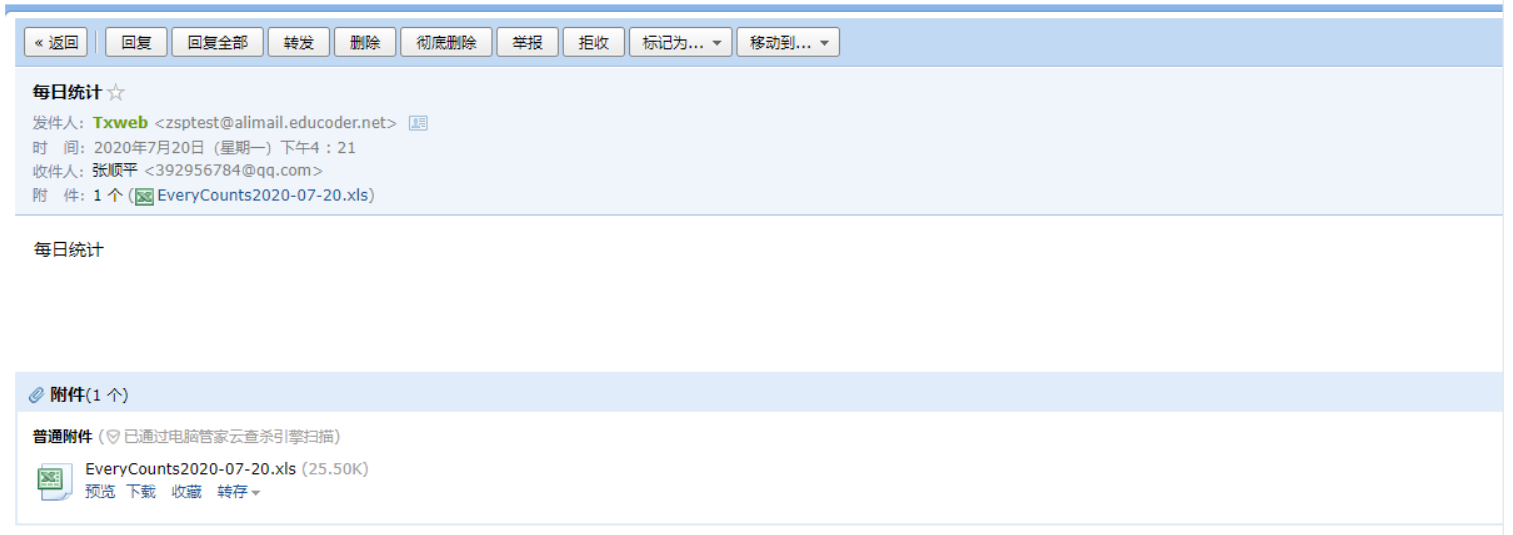 « 返回 回复 回复全部 转发 删除 彻底删除 举报 拒收 标记为... 移动到...
每日统计
发件人: Txweb <zsptest@alimail.educoder.net>
时 间: 2020年7月20日 (星期一) 下午4：21
收件人: 张顺平 <392956784@qq.com>
附 件: 1 个 (EveryCounts2020-07-20.xls)
每日统计
附件(1 个)
普通附件 (已通过电脑管家云查杀引擎扫描)
EveryCounts2020-07-20.xls (25.50K)
预览 下载 收藏 转存